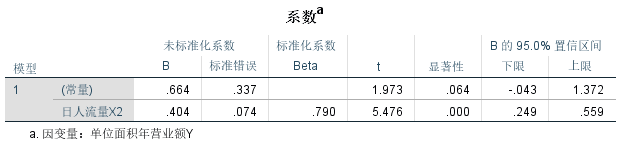 系数a
未标准化系数 标准化系数 B 的 95.0% 置信区间
模型 B 标准错误 Beta t 显著性 下限 上限
1 (常量) .664 .337 1.973 .064 -.043 1.372
日人流量X2 .404 .074 .790 5.476 .000 .249 .559
a. 因变量：单位面积年营业额Y